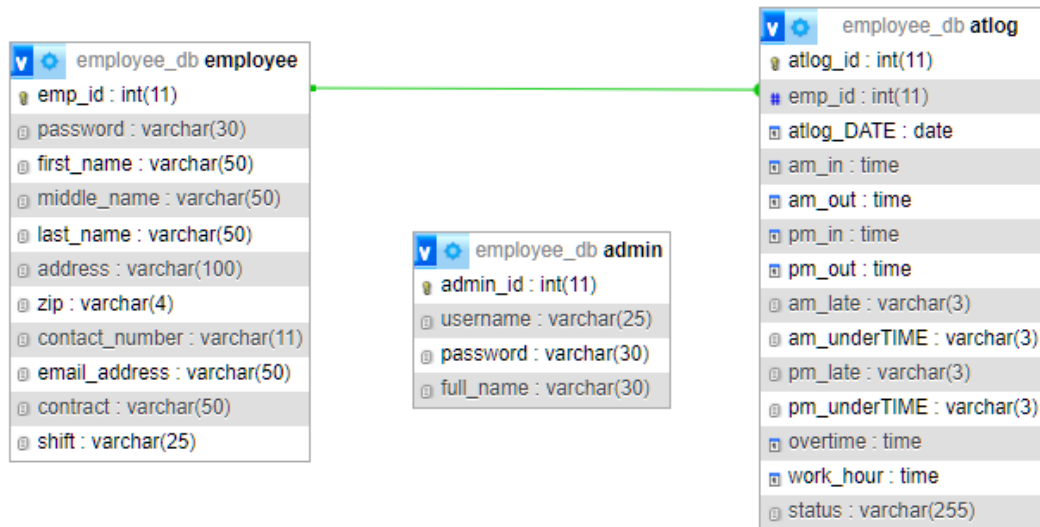 employee_db employee
emp_id : int(11)
password : varchar(30)
first_name : varchar(50)
middle_name : varchar(50)
last_name : varchar(50)
address : varchar(100)
zip : varchar(4)
contact_number : varchar(11)
email_address : varchar(50)
contract : varchar(50)
shift : varchar(25)
employee_db admin
admin_id : int(11)
username : varchar(25)
password : varchar(30)
full_name : varchar(30)
employee_db atlog
atlog_id : int(11)
emp_id : int(11)
atlog_DATE : date
am_in : time
am_out : time
pm_in : time
pm_out : time
am_late : varchar(3)
am_underTIME : varchar(3)
pm_late : varchar(3)
pm_underTIME : varchar(3)
overtime : time
work_hour : time
status : varchar(255)